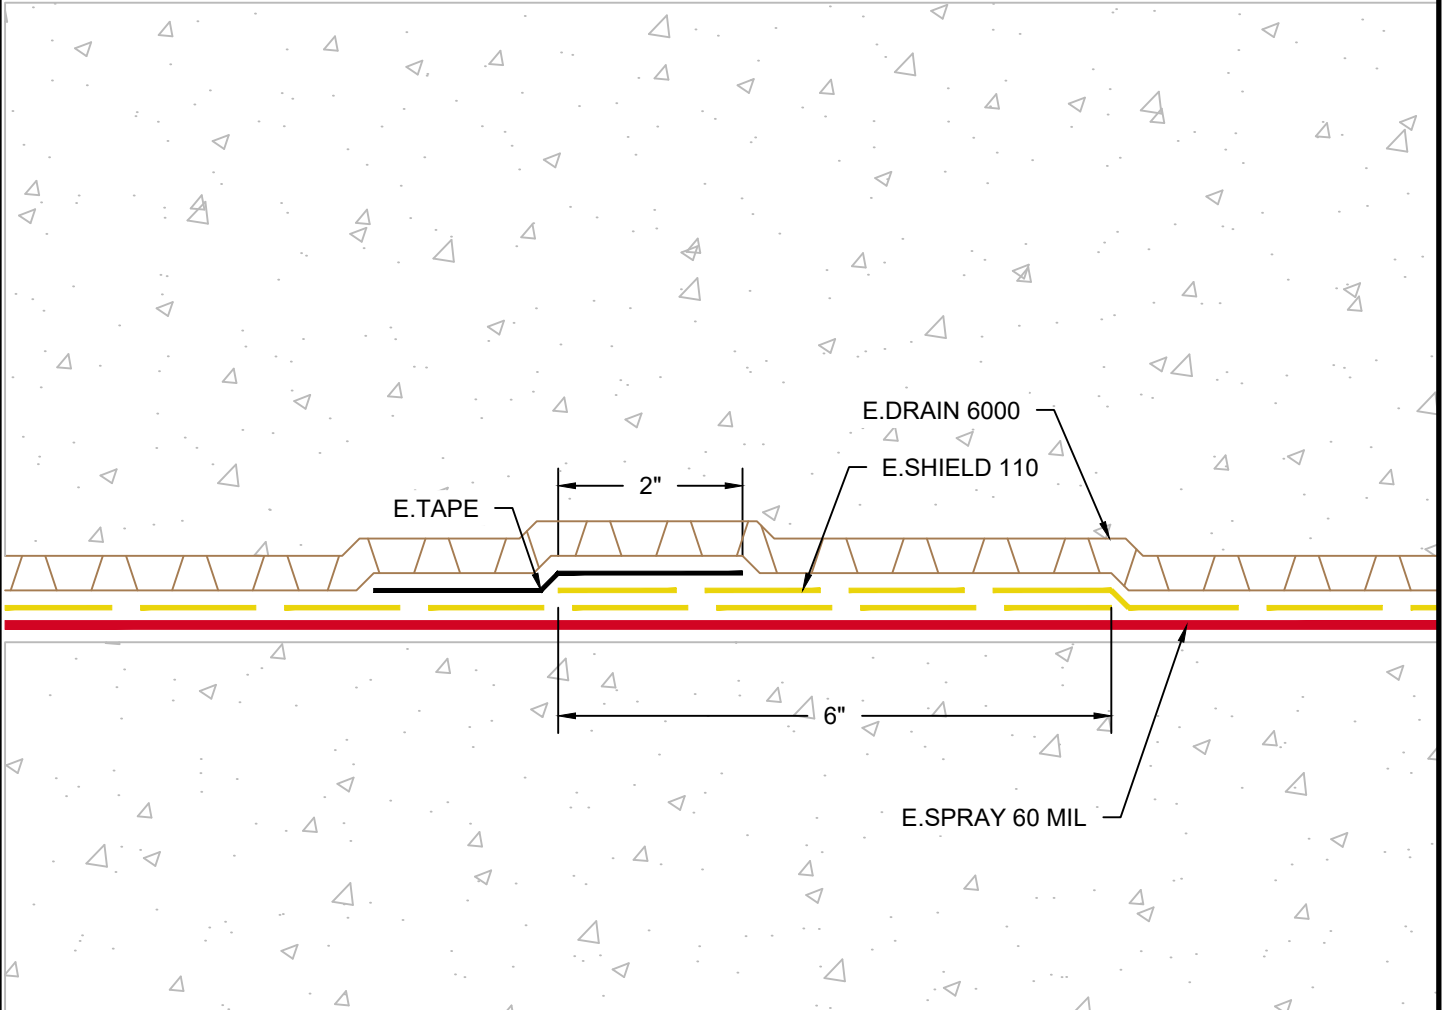 E.DRAIN 6000
E.SHIELD 110
2"
E.TAPE
6"
E.SPRAY 60 MIL